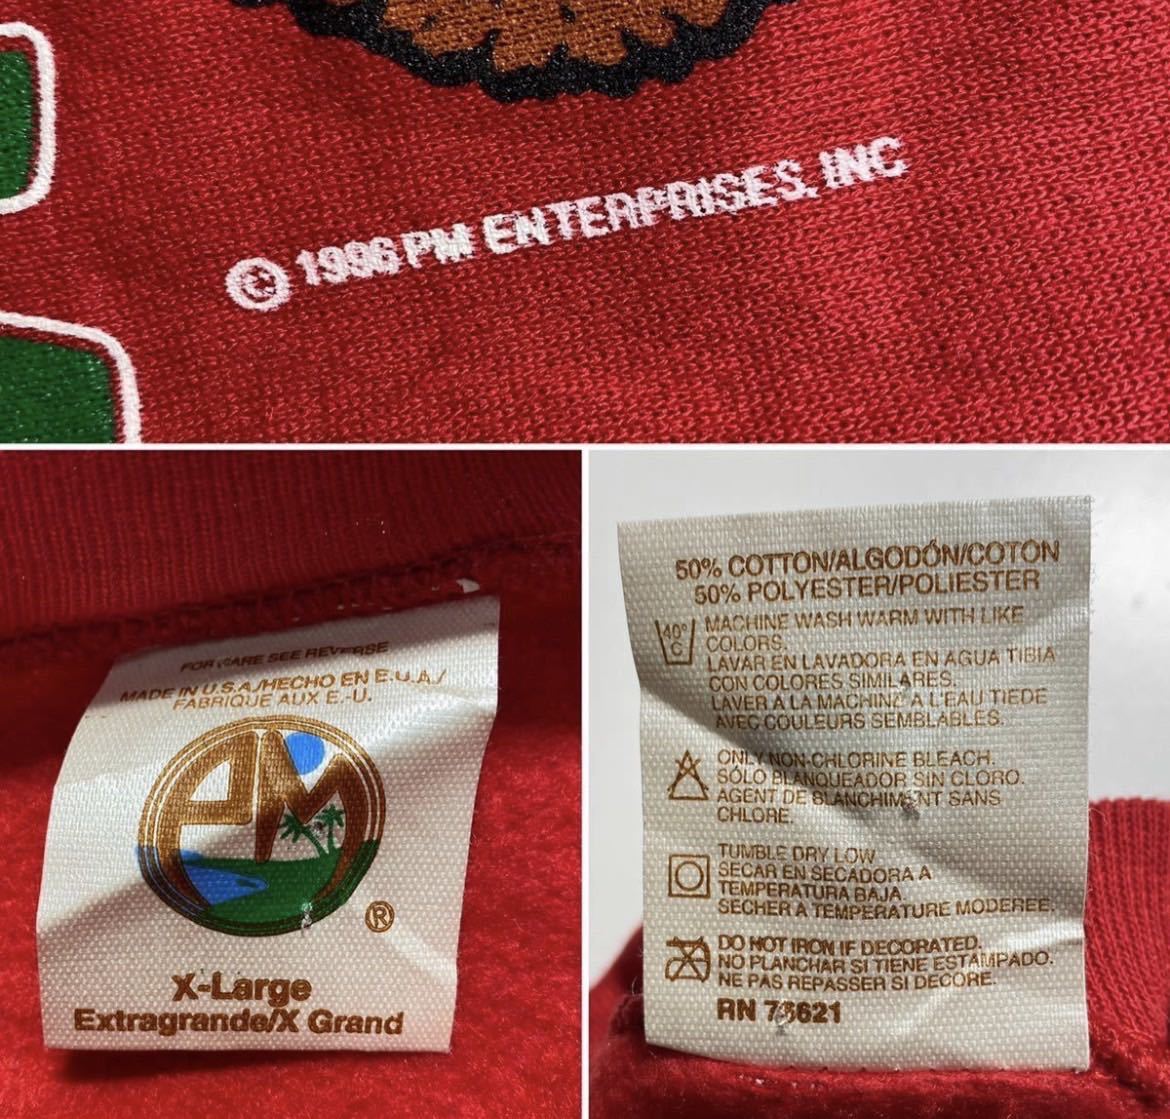 © 1996 PM ENTERPRISES, INC
FOR CARE SEE REVERSE
MADE IN U.S.A./HECHO EN E.U.A./
FABRIQUE AUX E.-U.
PM
®
X-Large
Extragrande/X Grand
50% COTTON/ALGODÓN/COTON
50% POLYESTER/POLIESTER
40°
C
MACHINE WASH WARM WITH LIKE
COLORS.
LAVAR EN LAVADORA EN AGUA TIBIA
CON COLORES SIMILARES.
LAVER A LA MACHINE A L'EAU TIEDE
AVEC COULEURS SEMBLABLES.
ONLY NON-CHLORINE BLEACH.
SÓLO BLANQUEADOR SIN CLORO.
AGENT DE BLANCHIMENT SANS
CHLORE.
TUMBLE DRY LOW
SECAR EN SECADORA A
TEMPERATURA BAJA.
SECHER A TEMPERATURE MODEREE.
DO NOT IRON IF DECORATED.
NO PLANCHAR SI TIENE ESTAMPADO.
NE PAS REPASSER SI DECORE.
RN